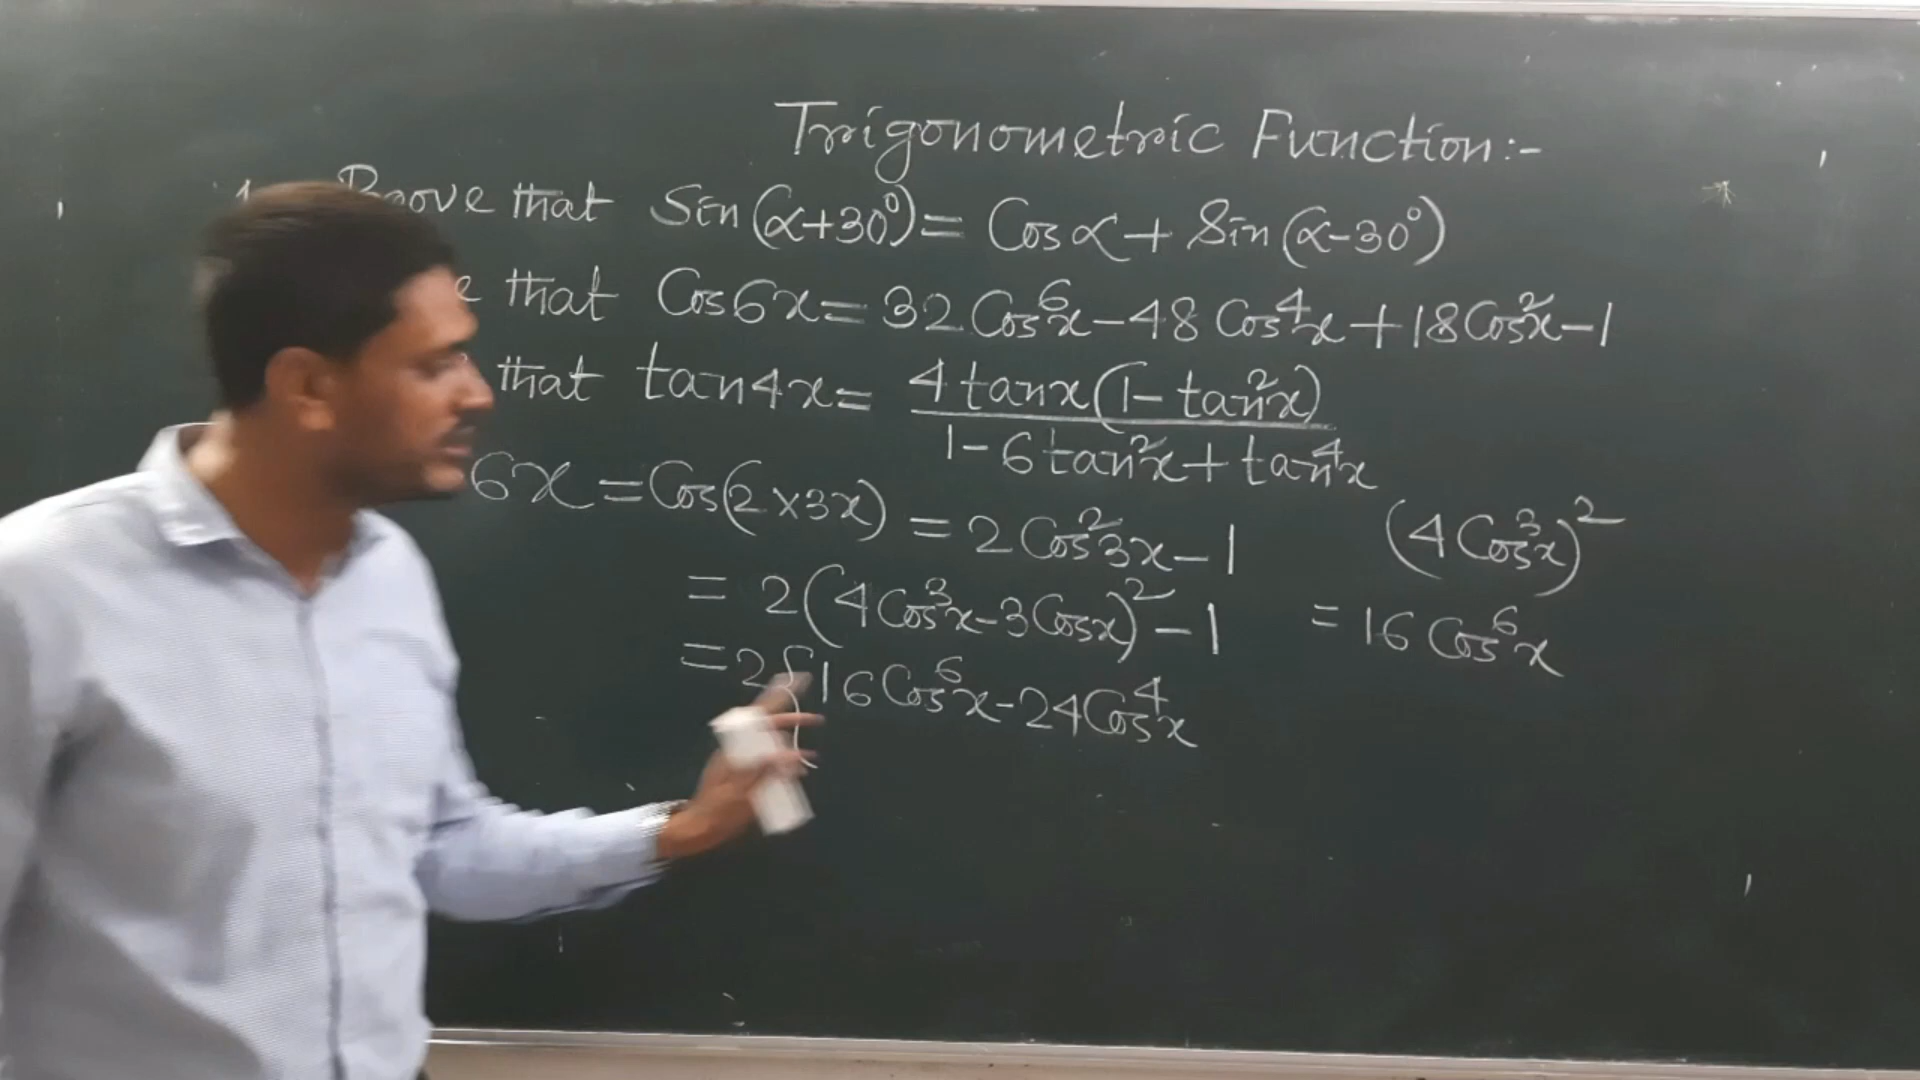 Trigonometric Function:-
Prove that Sin(α+30°)= Cosα+ Sin(α-30°)
that Cos6x= 32Cos⁶x-48Cos⁴x+18Cos²x-1
that tan4x= 4tanx(1-tan²x)
1-6tan²x+tan⁴x
6x =Cos(2×3x) = 2Cos²3x-1
(4Cos³x)²
= 2(4Cos³x-3Cosx)²-1
= 16Cos⁶x
=2{16Cos⁶x-24Cos⁴x